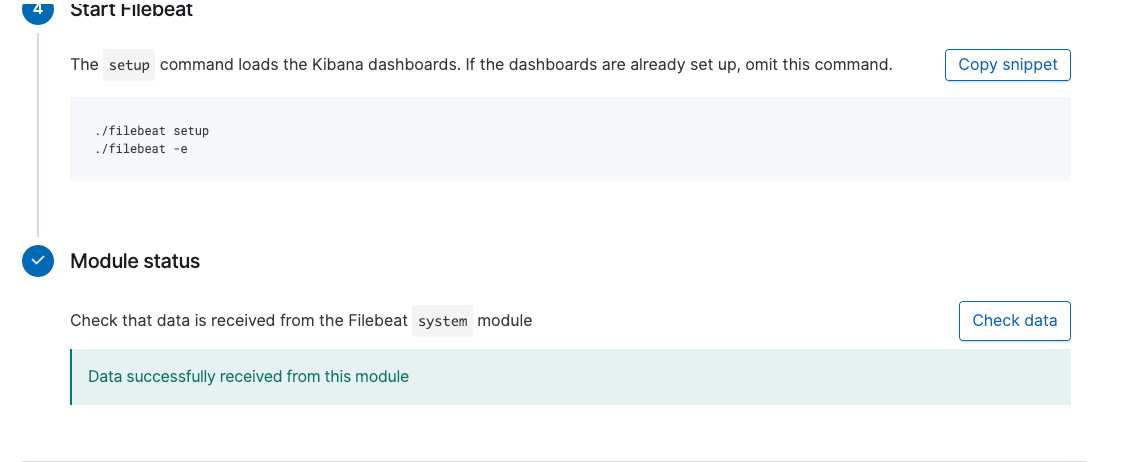 4 Start Filebeat
The setup command loads the Kibana dashboards. If the dashboards are already set up, omit this command. Copy snippet
./filebeat setup
./filebeat -e
Module status
Check that data is received from the Filebeat system module Check data
Data successfully received from this module